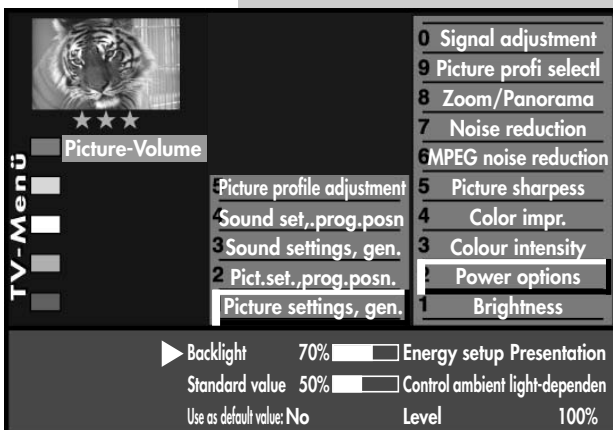 TV-Menü
Picture-Volume
5 Picture profile adjustment
4 Sound set,.prog.posn
3 Sound settings, gen.
2 Pict.set.,prog.posn.
Picture settings, gen.
0 Signal adjustment
9 Picture profi selectl
8 Zoom/Panorama
7 Noise reduction
6 MPEG noise reduction
5 Picture sharpess
4 Color impr.
3 Colour intensity
2 Power options
1 Brightness
Backlight 70% Energy setup Presentation
Standard value 50% Control ambient light-dependen
Use as default value: No Level 100%